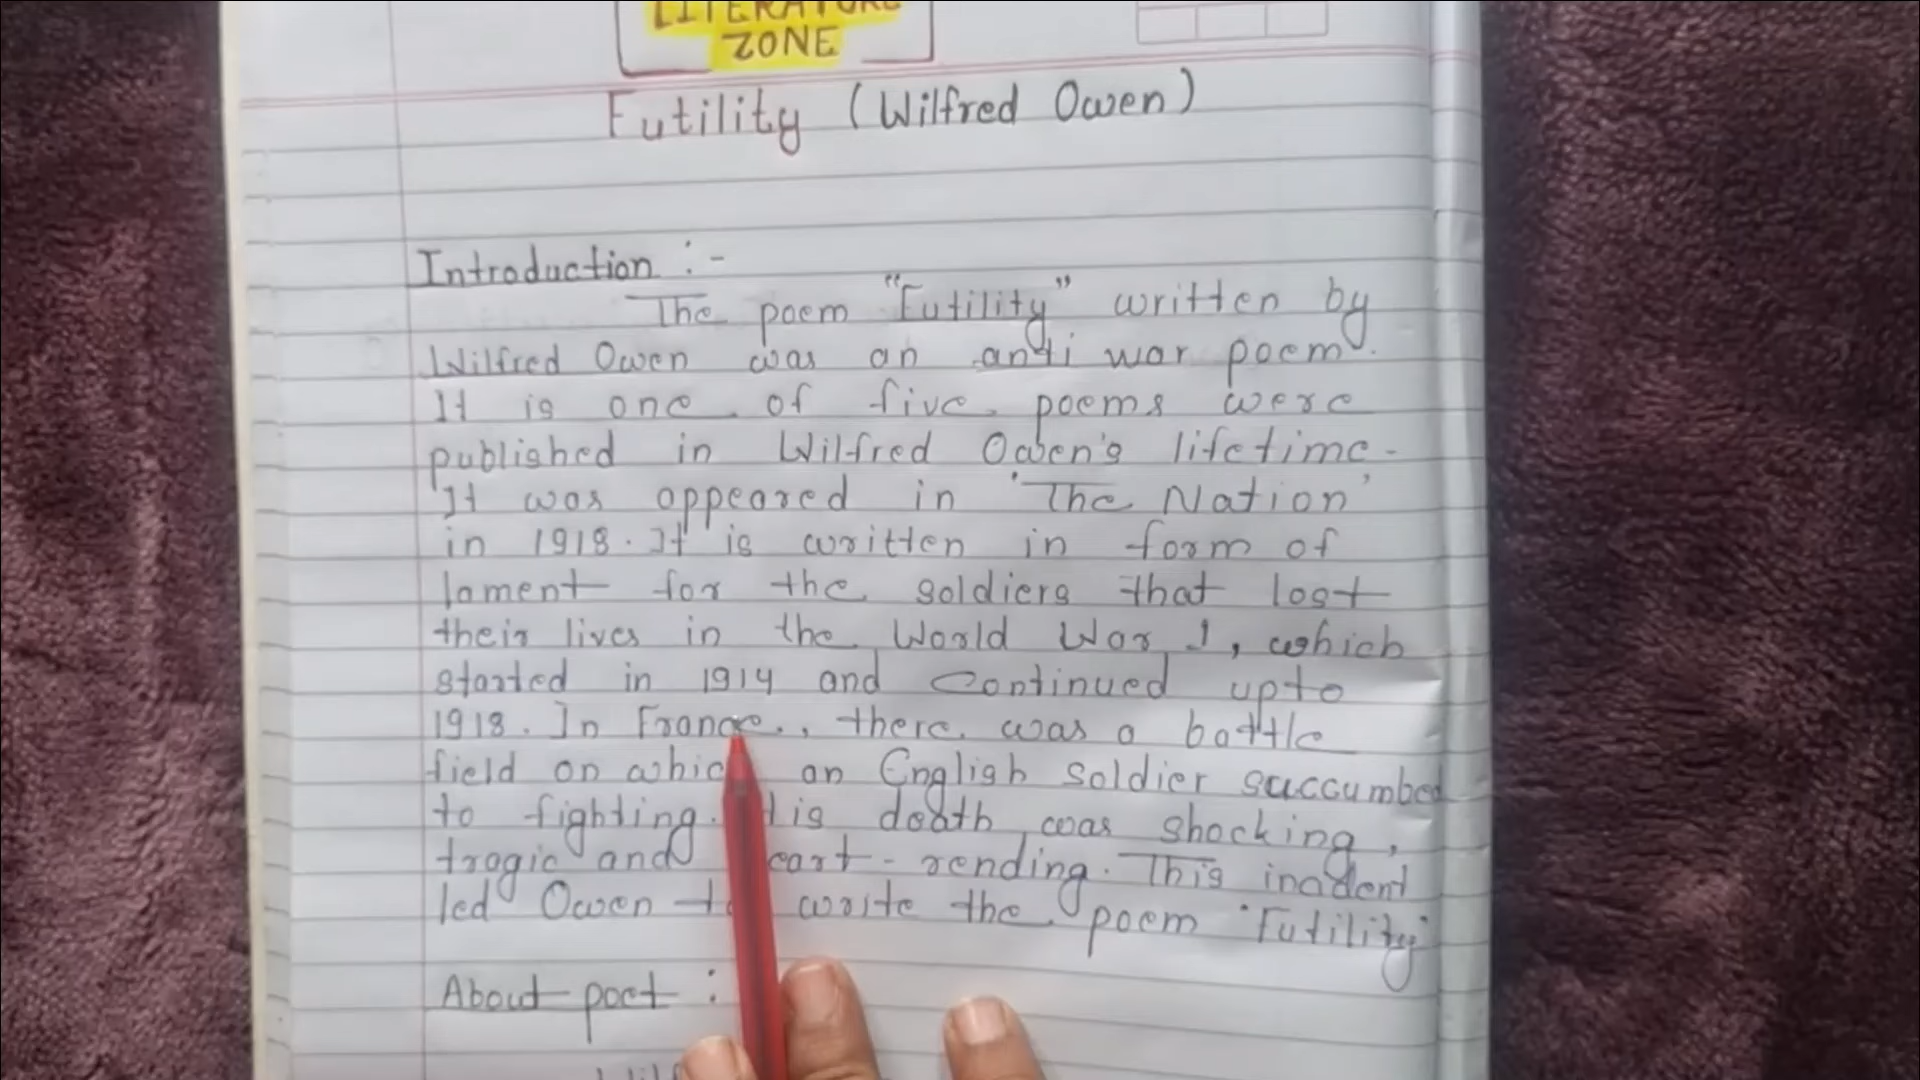 LITERATURE
ZONE
Futility (Wilfred Owen)
Introduction :-
The poem "Futility" written by
Wilfred Owen was an anti war poem.
It is one of five poems were
published in Wilfred Owen's lifetime.
It was appeared in 'The Nation'
in 1918. It is written in form of
lament for the soldiers that lost
their lives in the World War I, which
started in 1914 and continued upto
1918. In France, there was a battle
field on which an English soldier succumbed
to fighting. His death was shocking,
tragic and heart-rending. This incident
led Owen to write the poem "Futility"
About poet :